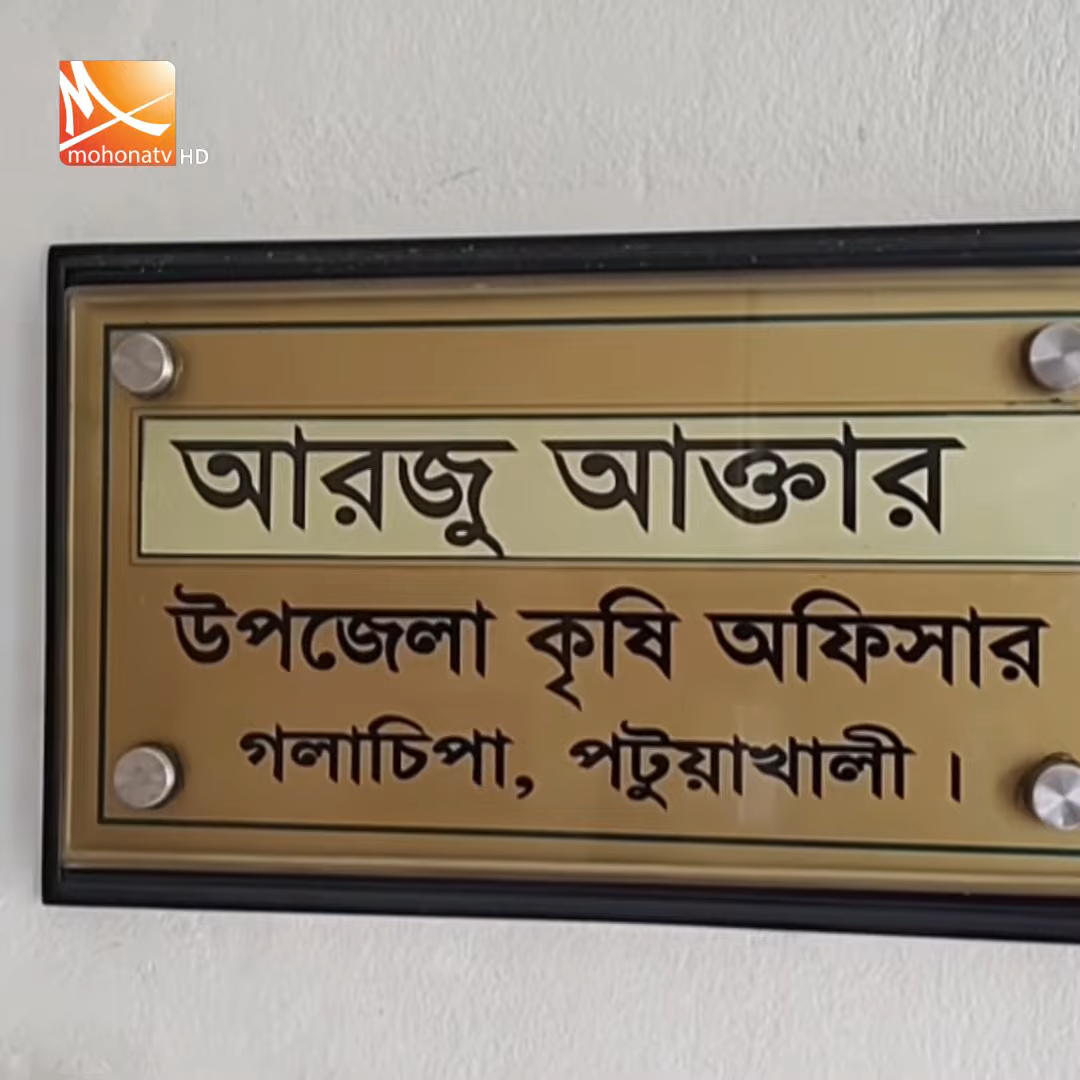 mohonatv HD
আরজু আক্তার
উপজেলা কৃষি অফিসার
গলাচিপা, পটুয়াখালী ।